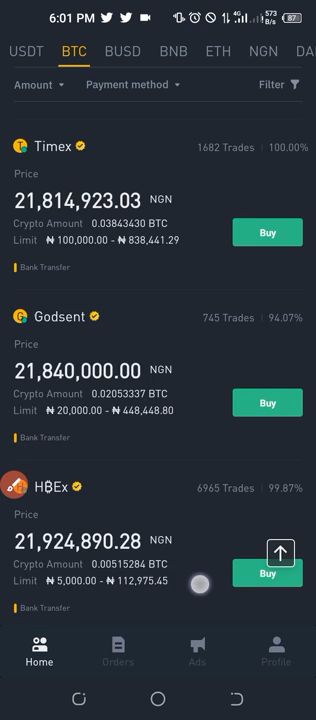 6:01 PM 4G 573 B/S 87
USDT BTC BUSD BNB ETH NGN DA
Amount Payment method Filter
T Timex 1682 Trades 100.00%
Price
21,814,923.03 NGN
Crypto Amount 0.03843430 BTC
Buy
Limit ₦ 100,000.00 - ₦ 838,441.29
Bank Transfer
G Godsent 745 Trades 94.07%
Price
21,840,000.00 NGN
Crypto Amount 0.02053337 BTC
Buy
Limit ₦ 20,000.00 - ₦ 448,448.80
Bank Transfer
H₿Ex 6965 Trades 99.87%
Price
21,924,890.28 NGN
Crypto Amount 0.00515284 BTC
Buy
Limit ₦ 5,000.00 - ₦ 112,975.45
Bank Transfer
Home Orders Ads Profile